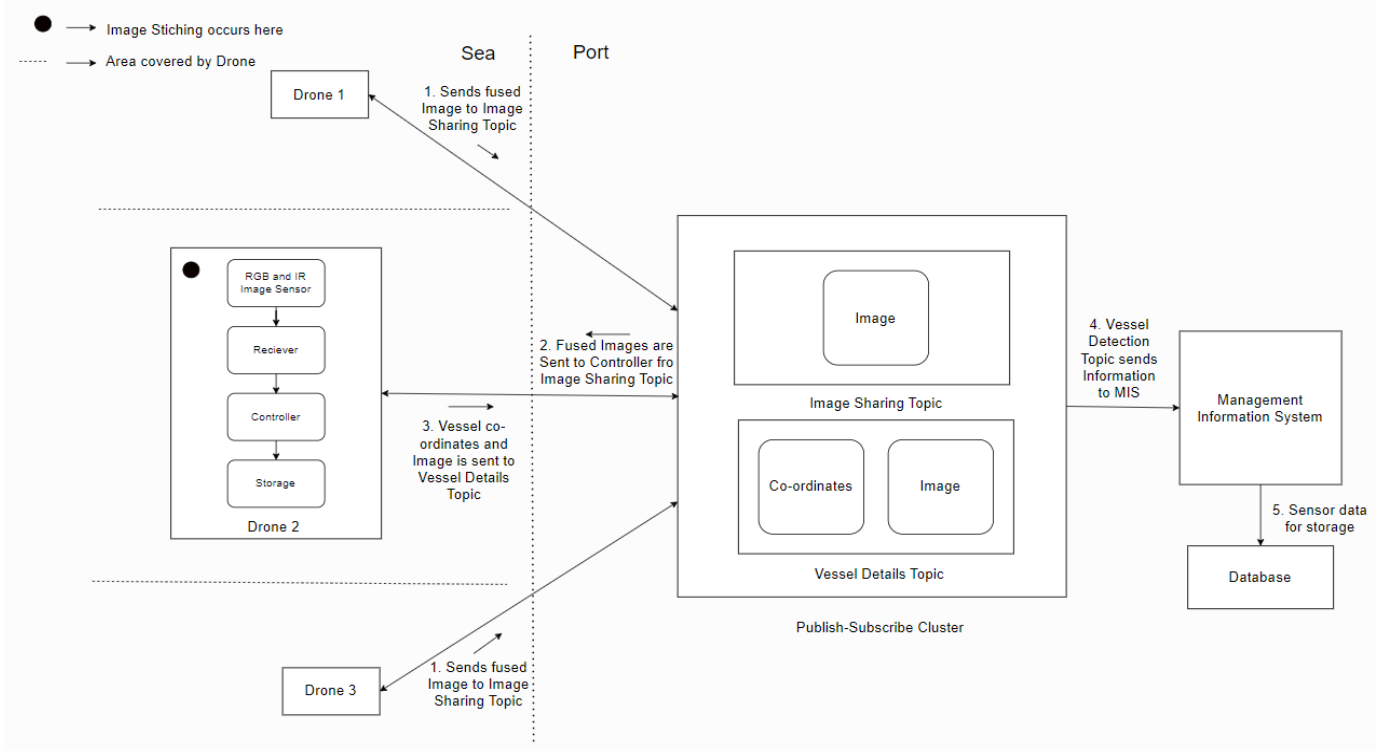 Image Stiching occurs here
Area covered by Drone
Sea
Port
Drone 1
1. Sends fused
Image to Image
Sharing Topic
RGB and IR
Image Sensor
Reciever
Controller
Storage
Drone 2
2. Fused Images are
Sent to Controller fro
Image Sharing Topic
3. Vessel co-
ordinates and
Image is sent to
Vessel Details
Topic
Image
Image Sharing Topic
Co-ordinates
Image
Vessel Details Topic
Publish-Subscribe Cluster
4. Vessel
Detection
Topic sends
Information
to MIS
Management
Information System
5. Sensor data
for storage
Database
1. Sends fused
Image to Image
Sharing Topic
Drone 3